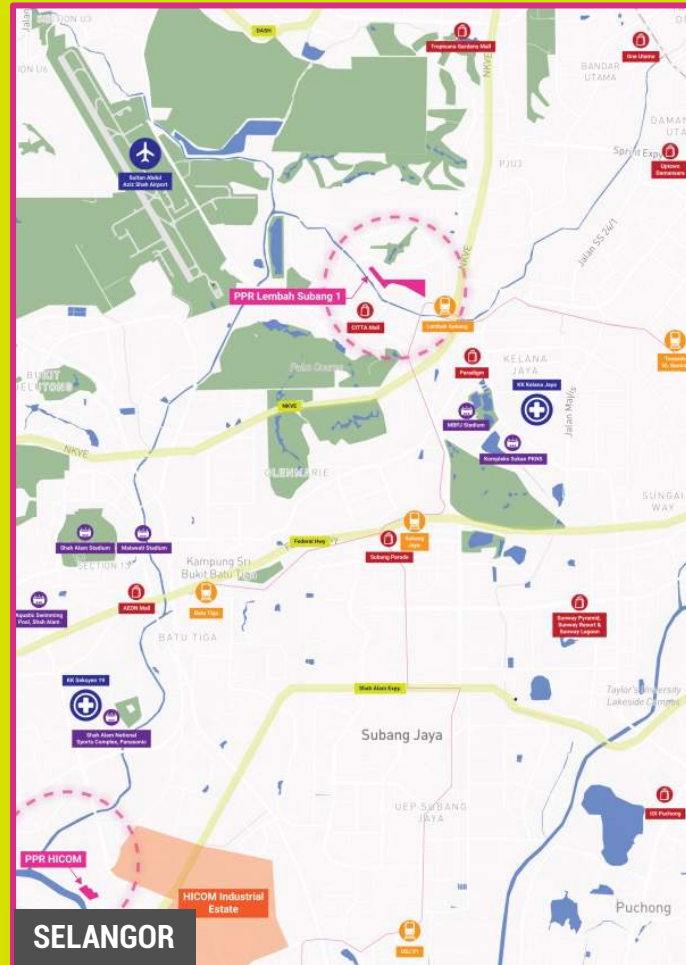 SECTION U3
DASH
Tropicana Gardens Mall
One Utama
NKVE
BANDAR
UTAMA
Sultan Abdul
Aziz Shah Airport
PJU3
Sprint Expy
Uptown
Damansara
Jalan SS 24/1
NKVE
PPR Lembah Subang 1
CITTA Mall
Lembah Subang
KELANA
JAYA
Paradigm
KK Kelana Jaya
MBPJ Stadium
Jalan
Kompleks Sukan PKNS
BUKIT
JELUTONG
NKVE
NKVE
GLENMARIE
SUNGAI
WAY
Shah Alam Stadium
Malawati Stadium
SECTION 13
Federal Hwy
Subang
Jaya
Subang Parade
Kampung Sri
Bukit Batu Tiga
Aquatic Swimming
Pool, Shah Alam
AEON Mall
Batu Tiga
BATU TIGA
Sunway Pyramid,
Sunway Resort &
Sunway Lagoon
KK Seksyen 19
Shah Alam National
Sports Complex, Panasonic
Shah Alam Expy
Taylor's University
Lakeside Campus
Subang Jaya
UEP SUBANG
JAYA
IOI Puchong
PPR HICOM
HICOM Industrial
Estate
Puchong
USJ 21
SELANGOR